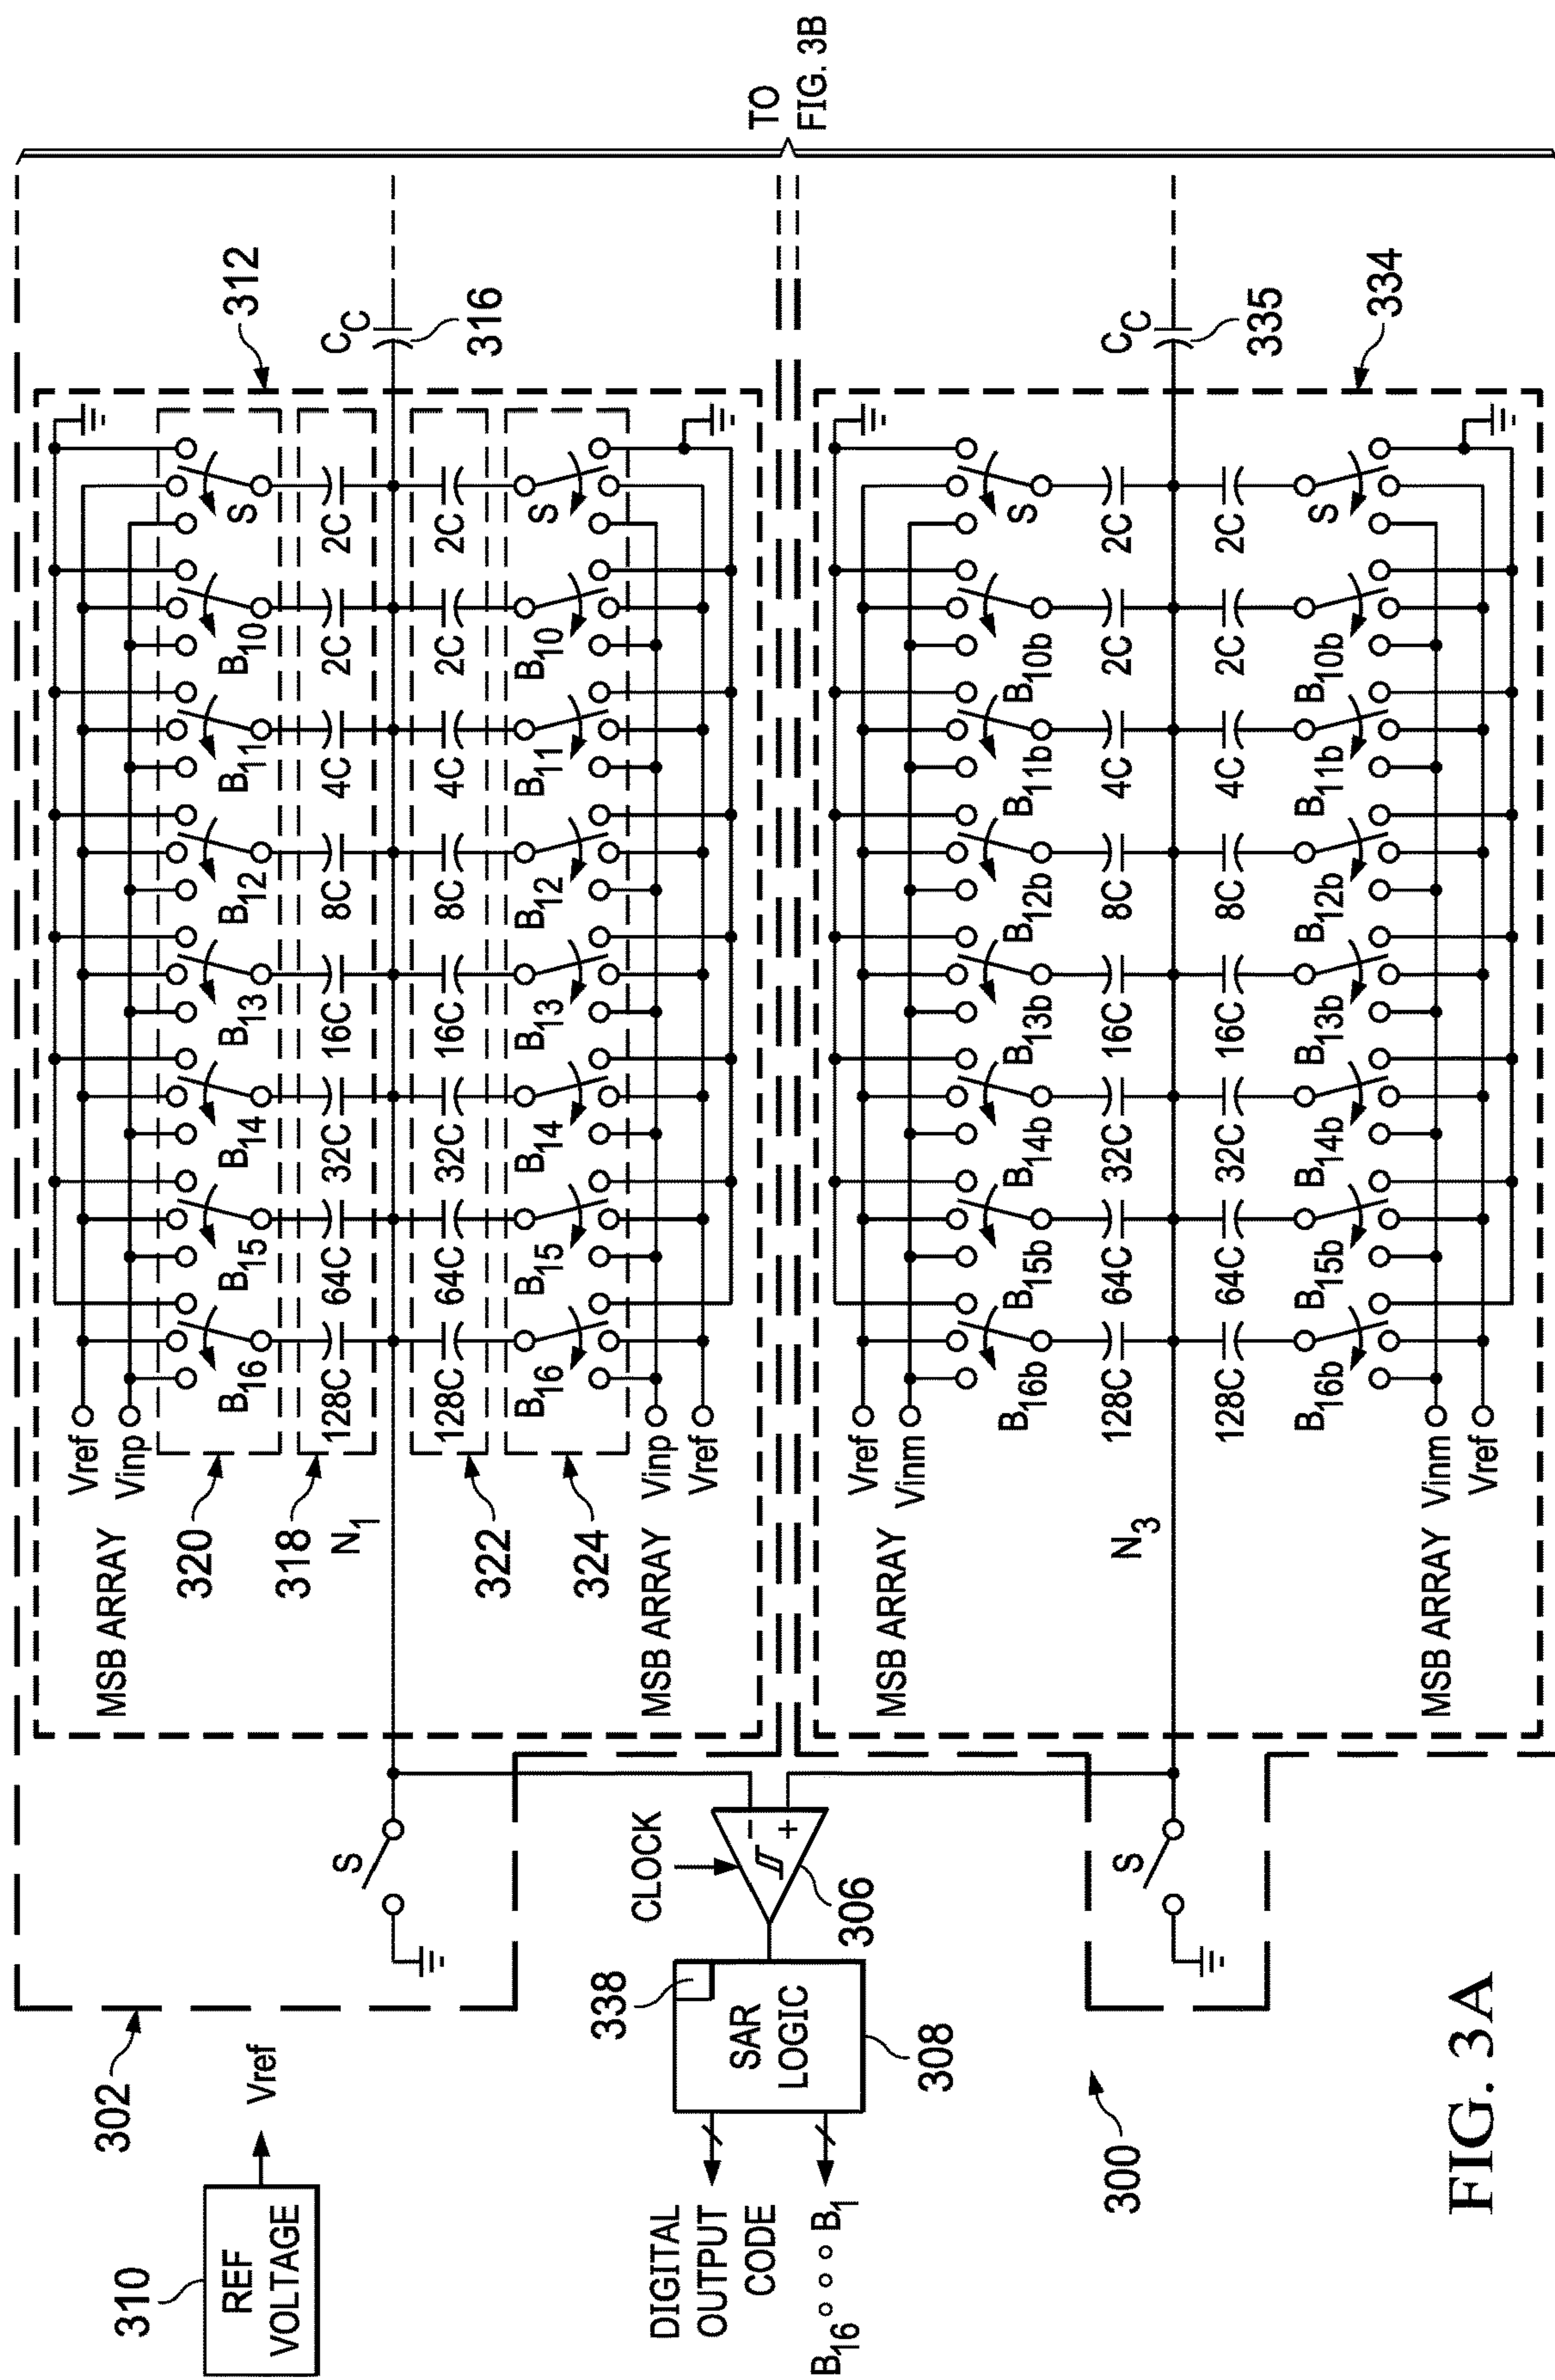 310
REF
VOLTAGE
Vref
302
MSB ARRAY
Vref
Vinp
320
B16
B15
B14
B13
B12
B11
B10
S
312
318
128C
64C
32C
16C
8C
4C
2C
2C
S
N1
CC
316
322
128C
64C
32C
16C
8C
4C
2C
2C
324
B16
B15
B14
B13
B12
B11
B10
S
MSB ARRAY
Vinp
Vref
DIGITAL
OUTPUT
CODE
B16 B1
338
SAR
LOGIC
308
CLOCK
-
+
306
TO
FIG. 3B
300
MSB ARRAY
Vref
Vinm
B16b
B15b
B14b
B13b
B12b
B11b
B10b
S
128C
64C
32C
16C
8C
4C
2C
2C
S
N3
CC
335
128C
64C
32C
16C
8C
4C
2C
2C
B16b
B15b
B14b
B13b
B12b
B11b
B10b
S
334
MSB ARRAY
Vinm
Vref
FIG. 3A